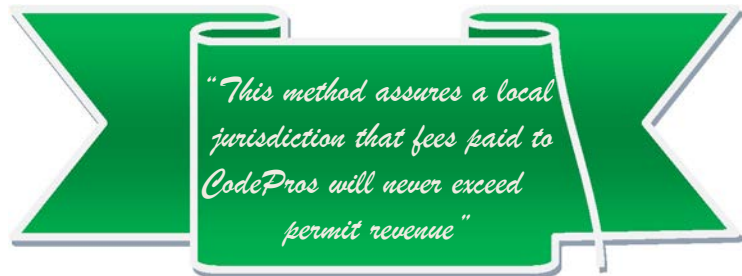 “This method assures a local
jurisdiction that fees paid to
CodePros will never exceed
permit revenue”